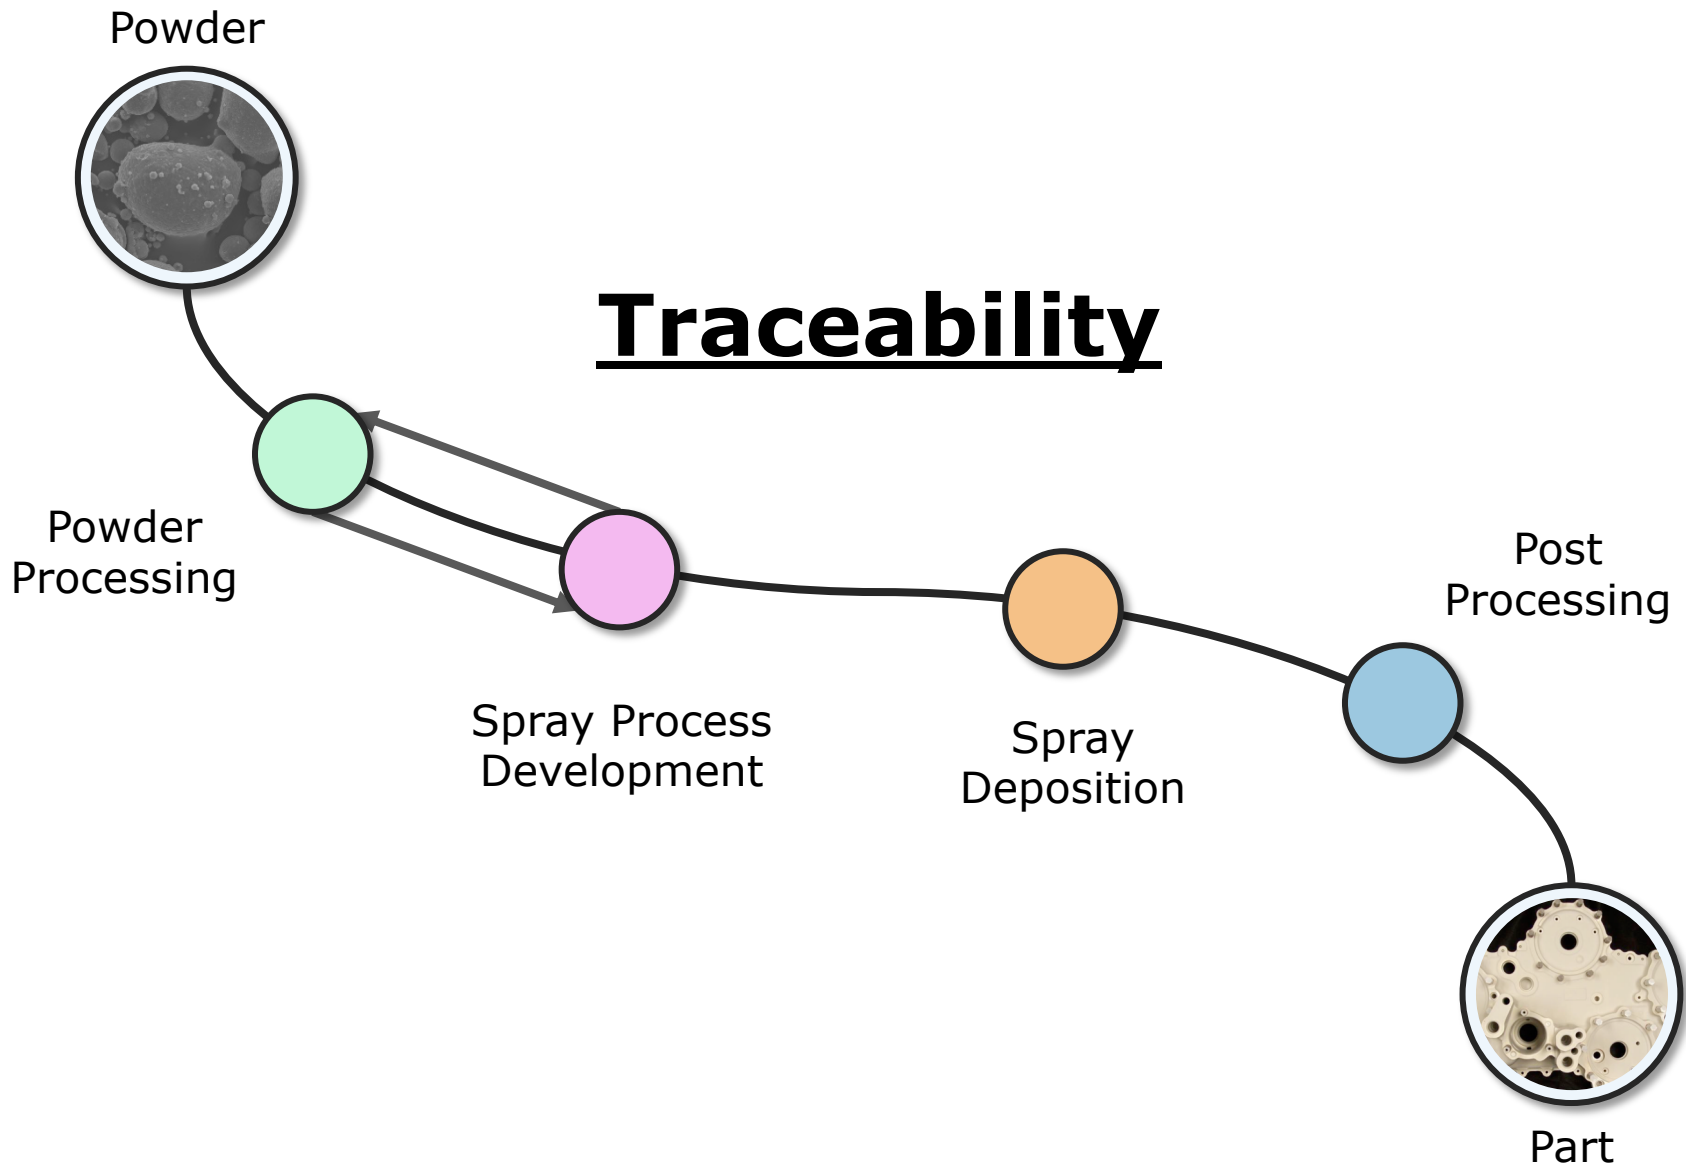 Powder
Traceability
Powder
Processing
Spray Process
Development
Spray
Deposition
Post
Processing
Part